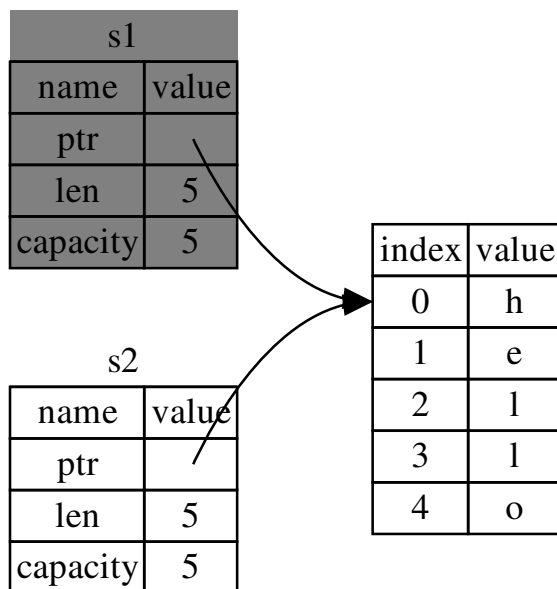 s1
name value
ptr
len 5
capacity 5
s2
name value
ptr
len 5
capacity 5
index value
0 h
1 e
2 l
3 l
4 o